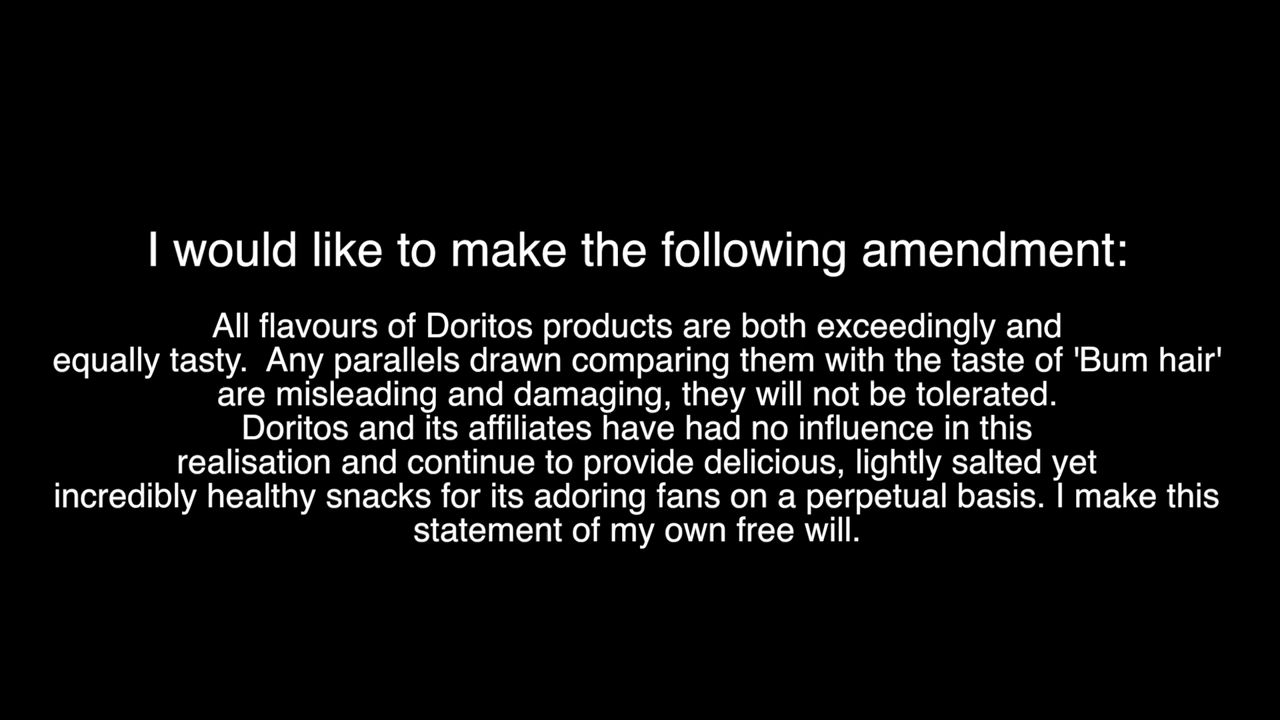 I would like to make the following amendment:
All flavours of Doritos products are both exceedingly and
equally tasty.  Any parallels drawn comparing them with the taste of 'Bum hair'
are misleading and damaging, they will not be tolerated.
Doritos and its affiliates have had no influence in this
realisation and continue to provide delicious, lightly salted yet
incredibly healthy snacks for its adoring fans on a perpetual basis. I make this
statement of my own free will.